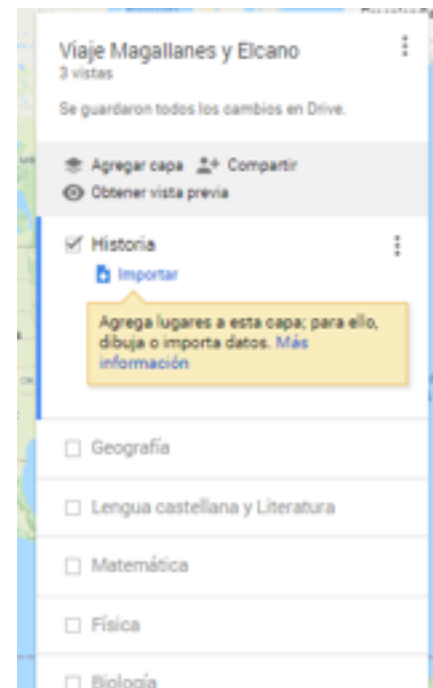 Viaje Magallanes y Elcano
3 vistas
Se guardaron todos los cambios en Drive.
Agregar capa Compartir
Obtener vista previa
Historia
Importar
Agrega lugares a esta capa; para ello,
dibuja o importa datos. Más
información
Geografía
Lengua castellana y Literatura
Matemática
Física
Biología